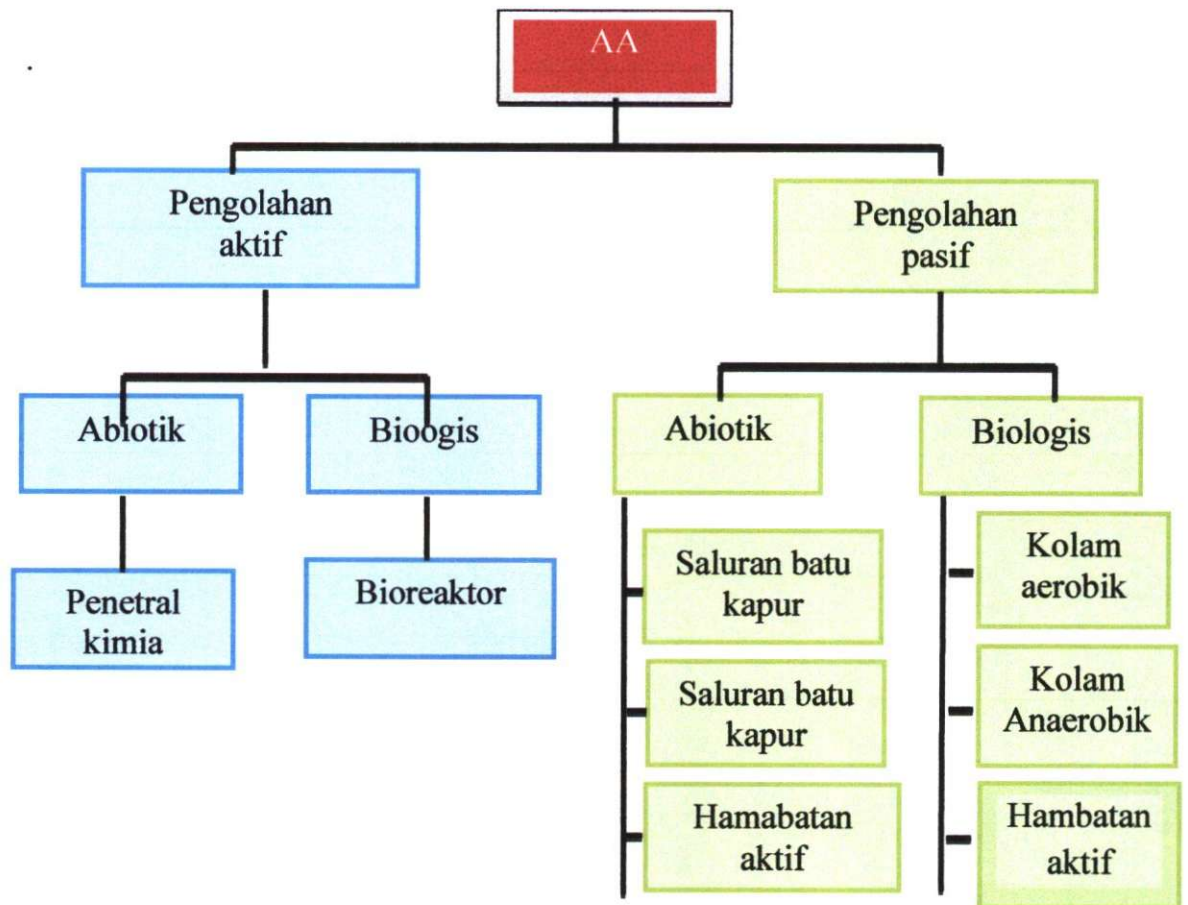 AA
Pengolahan
aktif
Pengolahan
pasif
Abiotik
Bioogis
Abiotik
Biologis
Penetral
kimia
Bioreaktor
Saluran batu
kapur
Saluran batu
kapur
Hamabatan
aktif
Kolam
aerobik
Kolam
Anaerobik
Hambatan
aktif